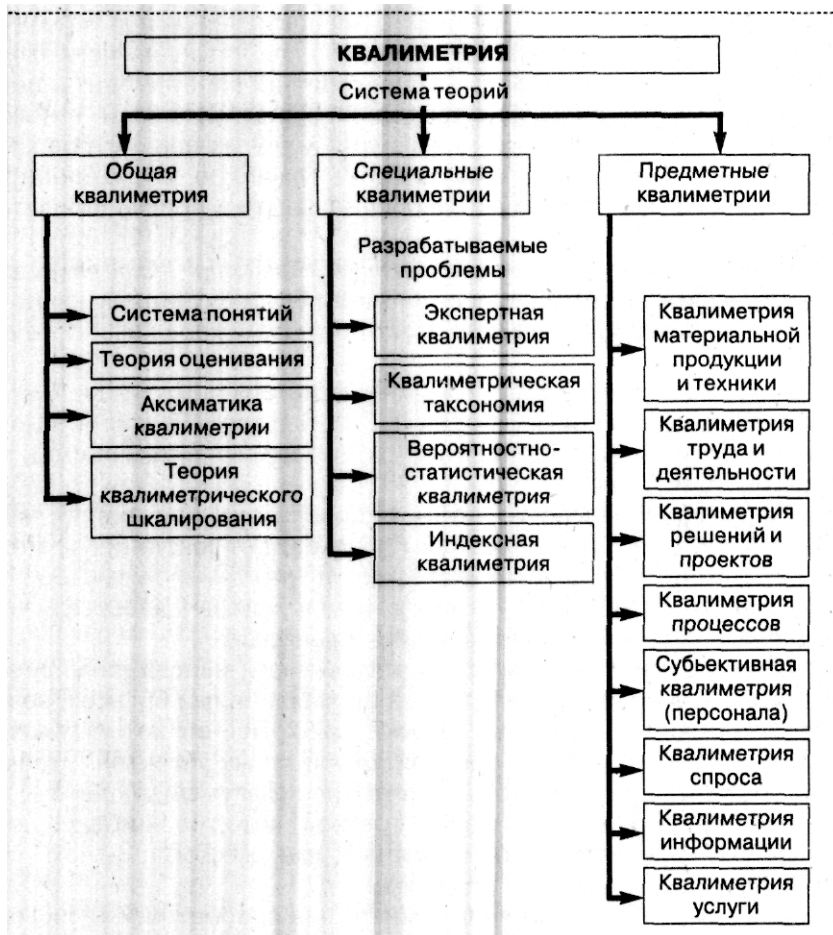 КВАЛИМЕТРИЯ
Система теорий
Общая
квалиметрия
Специальные
квалиметрии
Предметные
квалиметрии
Разрабатываемые
проблемы
Система понятий
Теория оценивания
Аксиматика
квалиметрии
Теория
квалиметрического
шкалирования
Экспертная
квалиметрия
Квалиметрическая
таксономия
Вероятностно-
статистическая
квалиметрия
Индексная
квалиметрия
Квалиметрия
материальной
продукции
и техники
Квалиметрия
труда и
деятельности
Квалиметрия
решений и
проектов
Квалиметрия
процессов
Субьективная
квалиметрия
(персонала)
Квалиметрия
спроса
Квалиметрия
информации
Квалиметрия
услуги